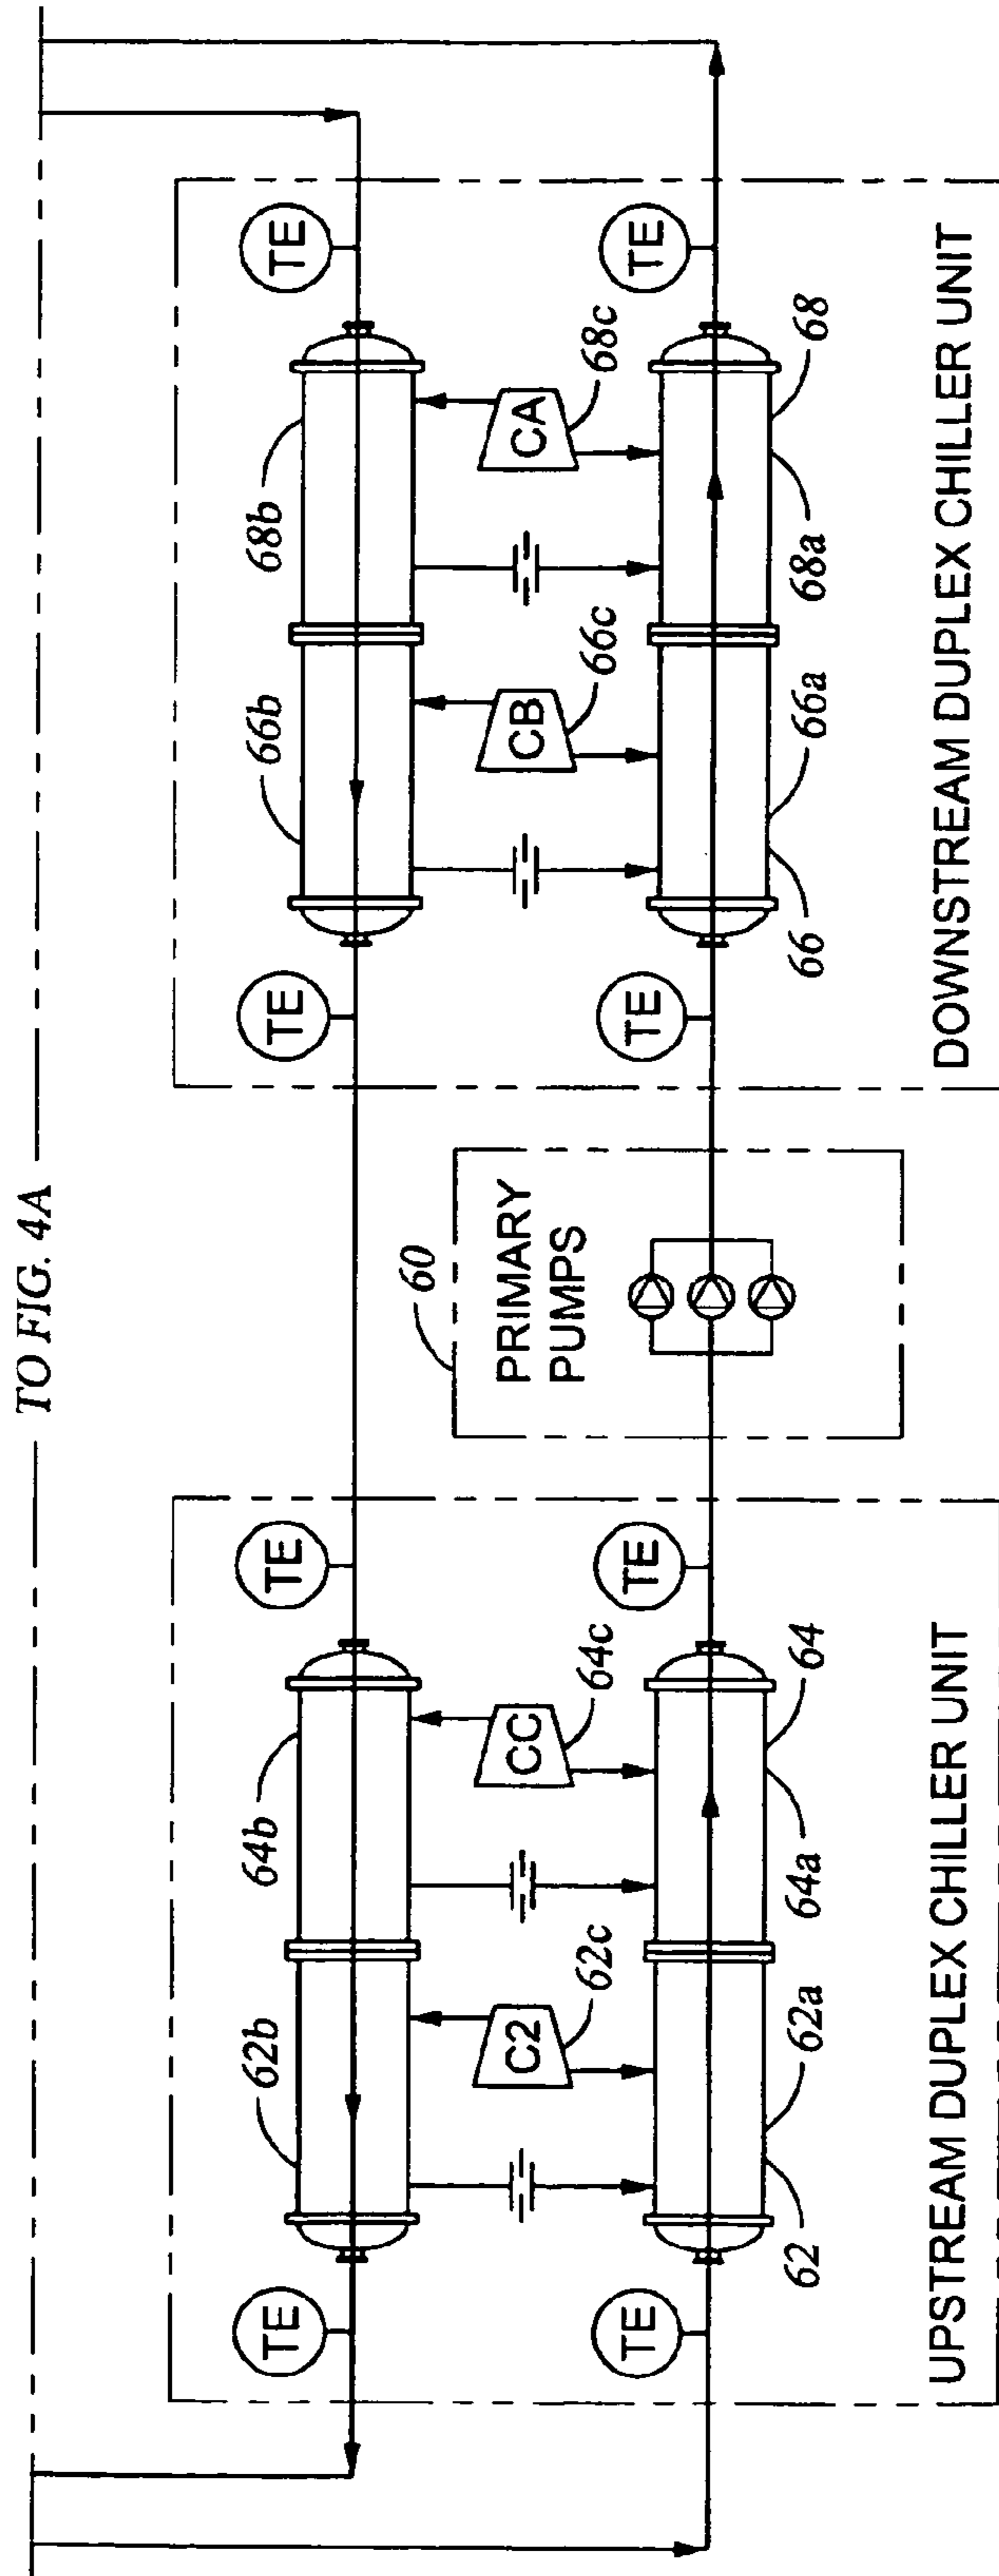 TO FIG. 4A
TE
TE
TE
TE
62b
64b
66b
68b
C2
62c
CC
64c
60
PRIMARY
PUMPS
CB
66c
CA
68c
TE
TE
TE
TE
62
62a
64a
64
66
66a
68a
68
UPSTREAM DUPLEX CHILLER UNIT
DOWNSTREAM DUPLEX CHILLER UNIT